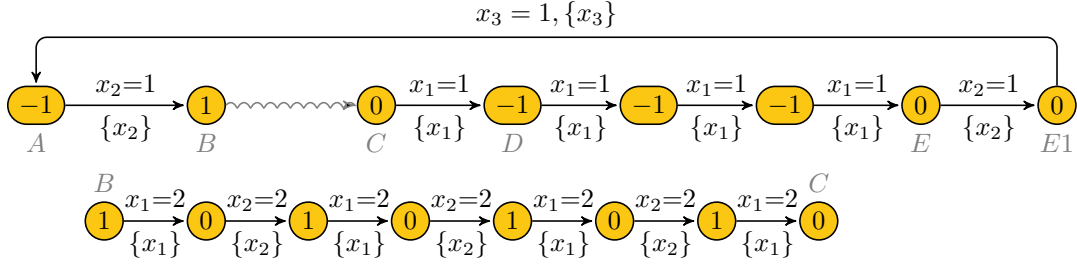 x₃ = 1, {x₃}
x₂=1 x₁=1 x₁=1 x₁=1 x₁=1 x₂=1
−1 1 0 −1 −1 −1 0 0
{x₂} {x₁} {x₁} {x₁} {x₁} {x₂}
A B C D E E1
B C
x₁=2 x₂=2 x₁=2 x₂=2 x₁=2 x₂=2 x₁=2
1 0 1 0 1 0 1 0
{x₁} {x₂} {x₁} {x₂} {x₁} {x₂} {x₁}